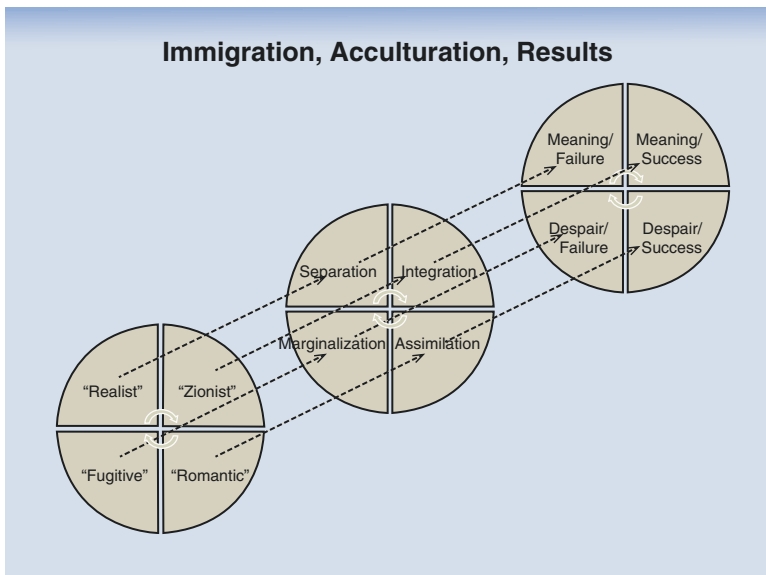 Immigration, Acculturation, Results
Meaning/
Failure
Meaning/
Success
Despair/
Failure
Despair/
Success
Separation
Integration
Marginalization
Assimilation
“Realist”
“Zionist”
“Fugitive”
“Romantic”